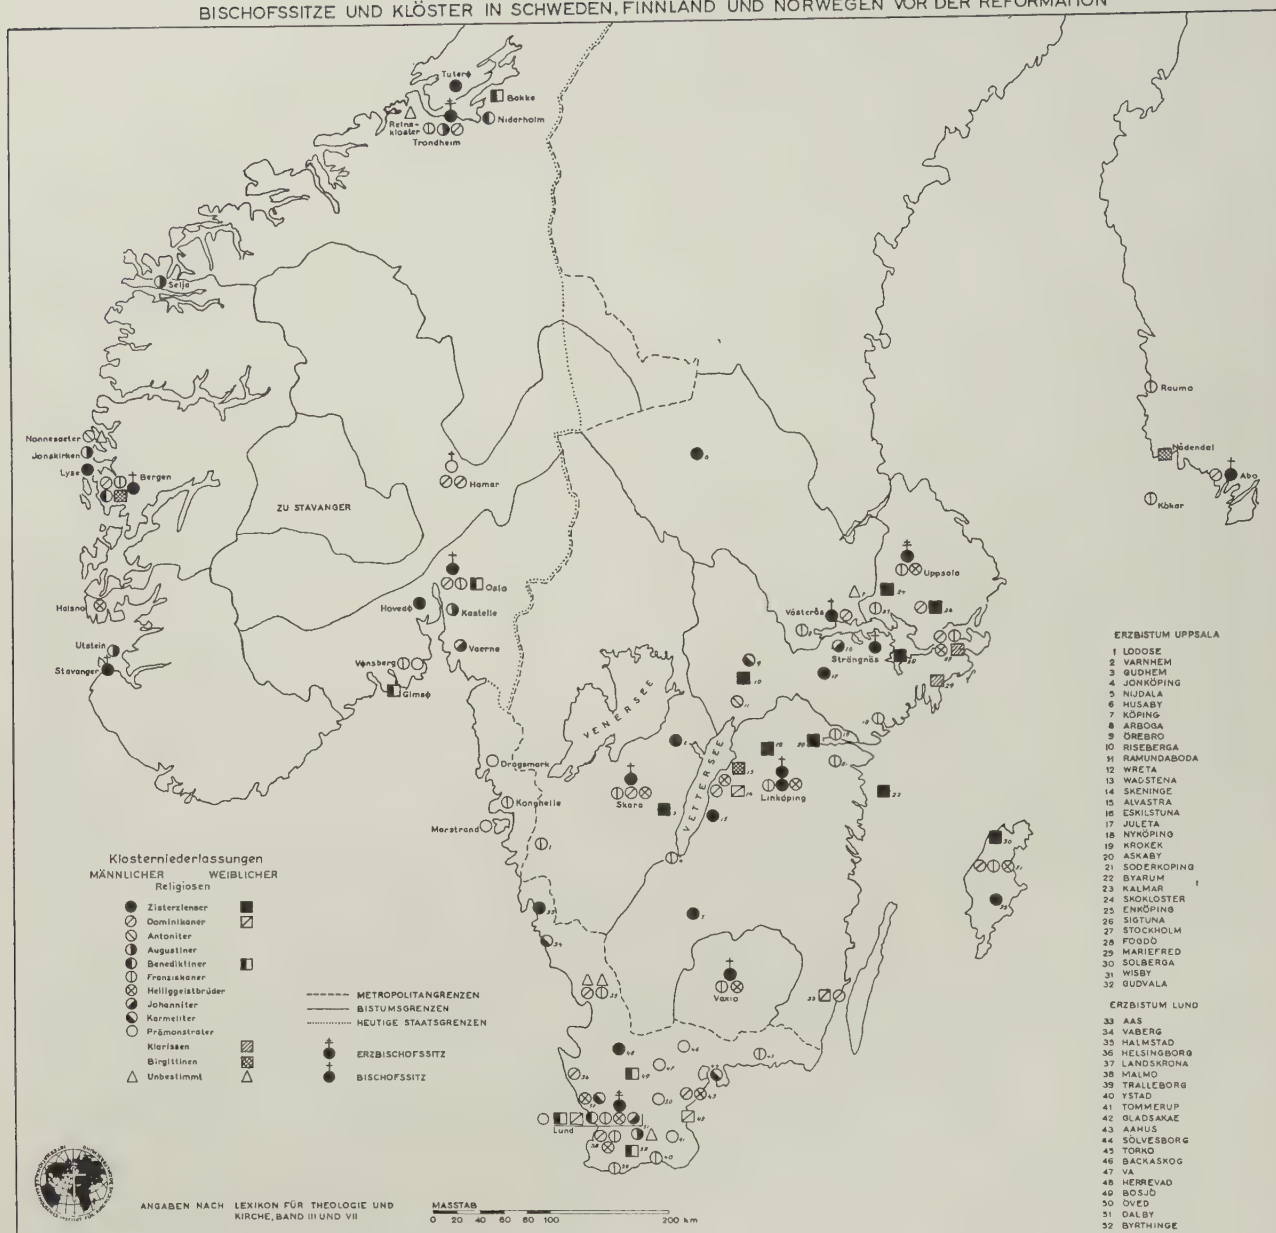 BISCHOFSSITZE UND KLÖSTER IN SCHWEDEN, FINNLAND UND NORWEGEN VOR DER REFORMATION
Tuterø
Bakke
Reins-
kloster
Nidarholm
Trondheim
Selja
Rauma
Nonnesaeter
Jonskirken
Lyse
Bergen
Hamar
Nådendal
Åbo
Kökar
ZU STAVANGER
Uppsala
Oslo
Halsnø
Hovedø
Kastelle
Västerås
Utstein
Vaerne
Strängnäs
Stavanger
Vønsberg
Gimsø
VENERSEE
Dragsmark
Konghelle
Marstrand
Skara
VETTERSEE
Linköping
Växiö
Lund
Klosterniederlassungen
MÄNNLICHER WEIBLICHER
Religiosen
Zisterzienser
Dominikaner
Antoniter
Augustiner
Benediktiner
Franziskaner
Heiliggeistbrüder
Johanniter
Karmeliter
Prämonstrater
Klarissen
Birgittinen
Unbestimmt
METROPOLITANGRENZEN
BISTUMSGRENZEN
HEUTIGE STAATSGRENZEN
ERZBISCHOFSSITZ
BISCHOFSSITZ
ERZBISTUM UPPSALA
1 LODOSE
2 VARNHEM
3 GUDHEM
4 JONKÖPING
5 NIJDALA
6 HUSABY
7 KÖPING
8 ARBOGA
9 ÖREBRO
10 RISEBERGA
11 RAMUNDABODA
12 WRETA
13 WADSTENA
14 SKENINGE
15 ALVASTRA
16 ESKILSTUNA
17 JULETA
18 NYKÖPING
19 KROKEK
20 ASKABY
21 SODERKOPING
22 BYARUM
23 KALMAR
24 SKOKLOSTER
25 ENKÖPING
26 SIGTUNA
27 STOCKHOLM
28 FOGDÖ
29 MARIEFRED
30 SOLBERGA
31 WISBY
32 GUDVALA
ERZBISTUM LUND
33 AAS
34 VABERG
35 HALMSTAD
36 HELSINGBORG
37 LANDSKRONA
38 MALMO
39 TRALLEBORG
40 YSTAD
41 TOMMERUP
42 GLADSAKAE
43 AAHUS
44 SÖLVESBORG
45 TORKO
46 BACKASKOG
47 VA
48 HERREVAD
49 BOSJÖ
50 ÖVED
51 DALBY
52 BYRTHINGE
ANGABEN NACH LEXIKON FÜR THEOLOGIE UND
KIRCHE, BAND III UND VII
MASSTAB
0 20 40 60 80 100 200 km